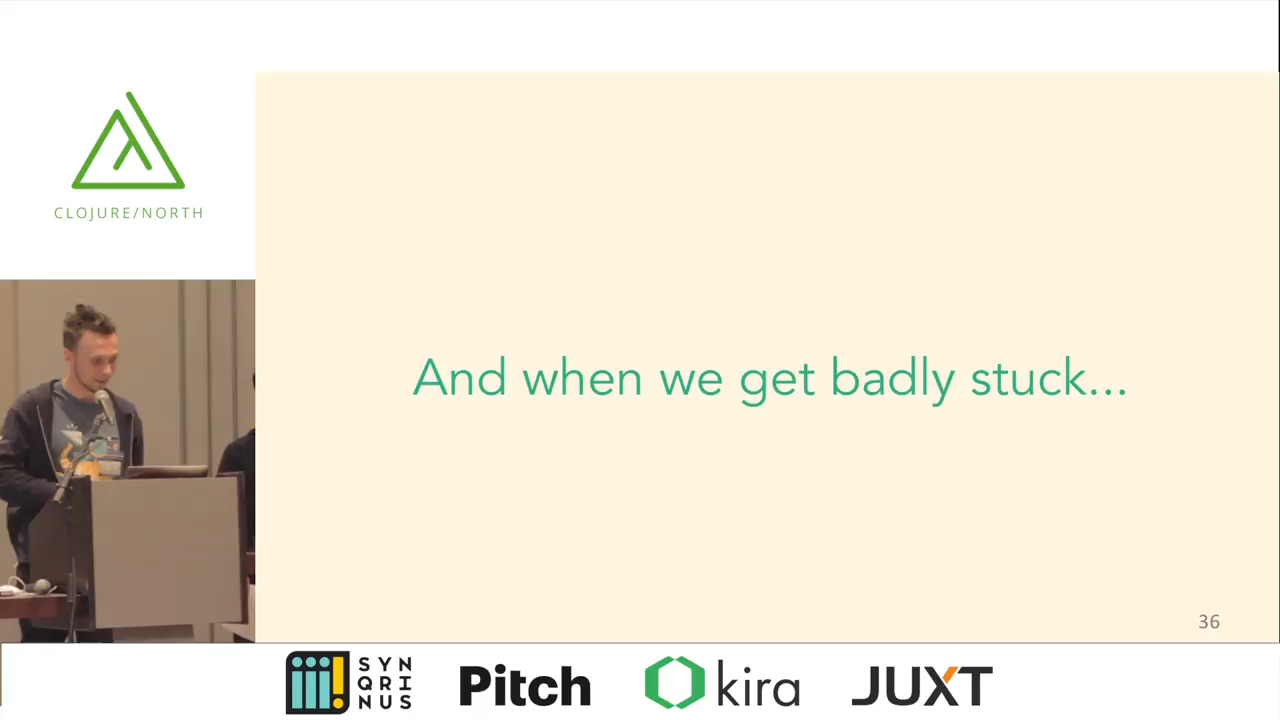 CLOJURE/NORTH
And when we get badly stuck...
36
SYN
QRI
NUS
Pitch
kira
JUXT